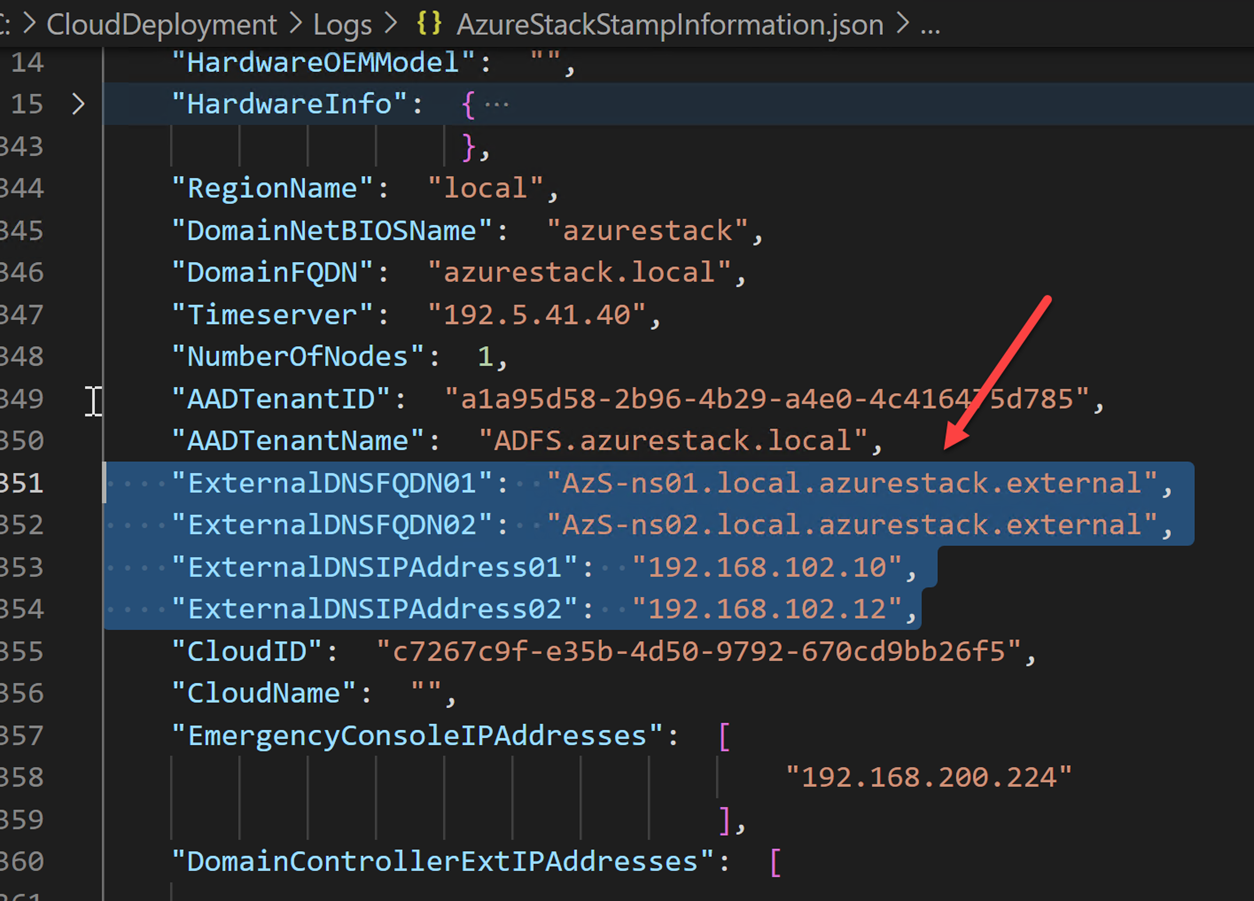 : > CloudDeployment > Logs > {} AzureStackStampInformation.json > ...
14 "HardwareOEMModel": "",
15 > "HardwareInfo": { ···
343 },
344 "RegionName": "local",
345 "DomainNetBIOSName": "azurestack",
346 "DomainFQDN": "azurestack.local",
347 "Timeserver": "192.5.41.40",
348 "NumberOfNodes": 1,
349 "AADTenantID": "a1a95d58-2b96-4b29-a4e0-4c416475d785",
350 "AADTenantName": "ADFS.azurestack.local",
351 "ExternalDNSFQDN01": "AzS-ns01.local.azurestack.external",
352 "ExternalDNSFQDN02": "AzS-ns02.local.azurestack.external",
353 "ExternalDNSIPAddress01": "192.168.102.10",
354 "ExternalDNSIPAddress02": "192.168.102.12",
355 "CloudID": "c7267c9f-e35b-4d50-9792-670cd9bb26f5",
356 "CloudName": "",
357 "EmergencyConsoleIPAddresses": [
358 "192.168.200.224"
359 ],
360 "DomainControllerExtIPAddresses": [
361